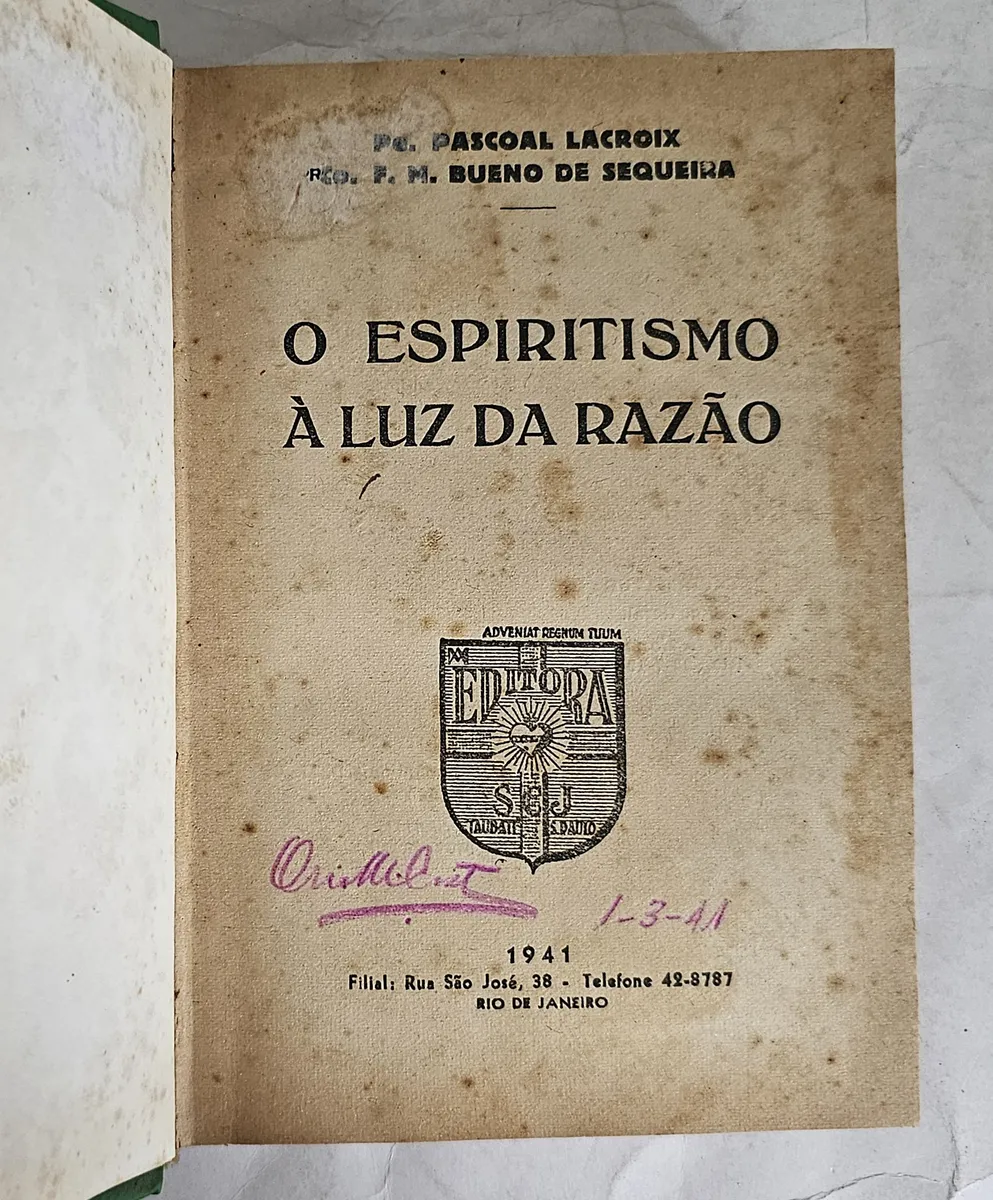 Pe. PASCOAL LACROIX
F. M. BUENO DE SEQUEIRA
O ESPIRITISMO
À LUZ DA RAZÃO
ADVENIAT REGNUM TUUM
EDITORA
S C J
TAUBATÉ S. PAULO
1-3-41
1941
Filial: Rua São José, 38 - Telefone 42-8787
RIO DE JANEIRO